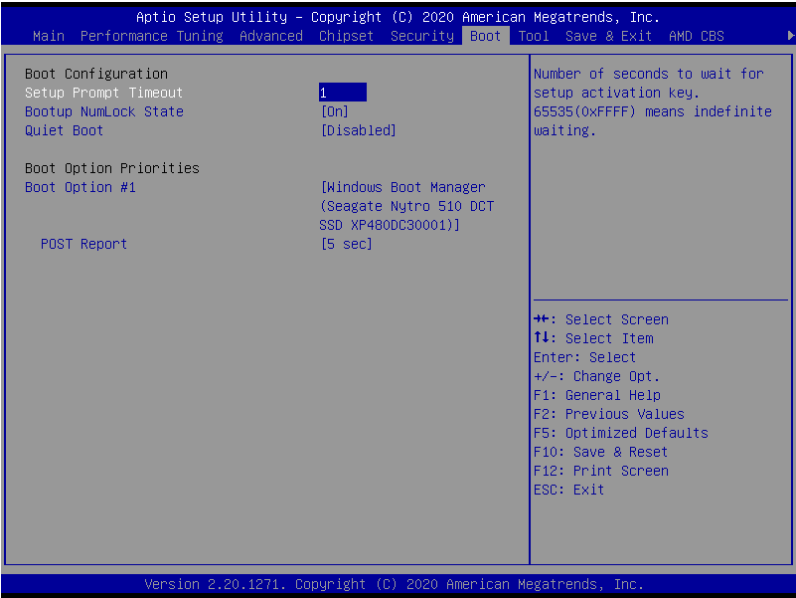 Aptio Setup Utility – Copyright (C) 2020 American Megatrends, Inc.
Main Performance Tuning Advanced Chipset Security Boot Tool Save & Exit AMD CBS
Boot Configuration
Setup Prompt Timeout 1
Bootup NumLock State [On]
Quiet Boot [Disabled]
Boot Option Priorities
Boot Option #1 [Windows Boot Manager
(Seagate Nytro 510 DCT
SSD XP480DC30001)]
POST Report [5 sec]
Number of seconds to wait for
setup activation key.
65535(0xFFFF) means indefinite
waiting.
→←: Select Screen
↑↓: Select Item
Enter: Select
+/-: Change Opt.
F1: General Help
F2: Previous Values
F5: Optimized Defaults
F10: Save & Reset
F12: Print Screen
ESC: Exit
Version 2.20.1271. Copyright (C) 2020 American Megatrends, Inc.